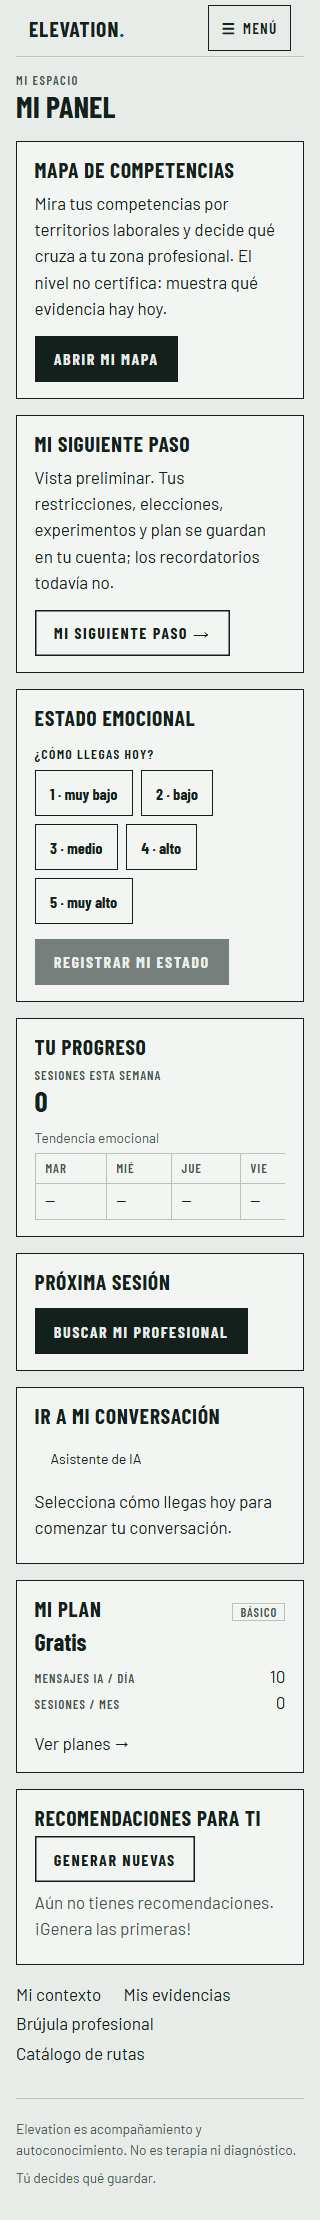 ELEVATION.
☰ MENÚ
MI ESPACIO
MI PANEL
MAPA DE COMPETENCIAS
Mira tus competencias por
territorios laborales y decide qué
cruza a tu zona profesional. El
nivel no certifica: muestra qué
evidencia hay hoy.
ABRIR MI MAPA
MI SIGUIENTE PASO
Vista preliminar. Tus
restricciones, elecciones,
experimentos y plan se guardan
en tu cuenta; los recordatorios
todavía no.
MI SIGUIENTE PASO →
ESTADO EMOCIONAL
¿CÓMO LLEGAS HOY?
1 · muy bajo 2 · bajo
3 · medio 4 · alto
5 · muy alto
REGISTRAR MI ESTADO
TU PROGRESO
SESIONES ESTA SEMANA
0
Tendencia emocional
MAR MIÉ JUE VIE
— — — —
PRÓXIMA SESIÓN
BUSCAR MI PROFESIONAL
IR A MI CONVERSACIÓN
Asistente de IA
Selecciona cómo llegas hoy para
comenzar tu conversación.
MI PLAN BÁSICO
Gratis
MENSAJES IA / DÍA 10
SESIONES / MES 0
Ver planes →
RECOMENDACIONES PARA TI
GENERAR NUEVAS
Aún no tienes recomendaciones.
¡Genera las primeras!
Mi contexto Mis evidencias
Brújula profesional
Catálogo de rutas
Elevation es acompañamiento y
autoconocimiento. No es terapia ni diagnóstico.
Tú decides qué guardar.